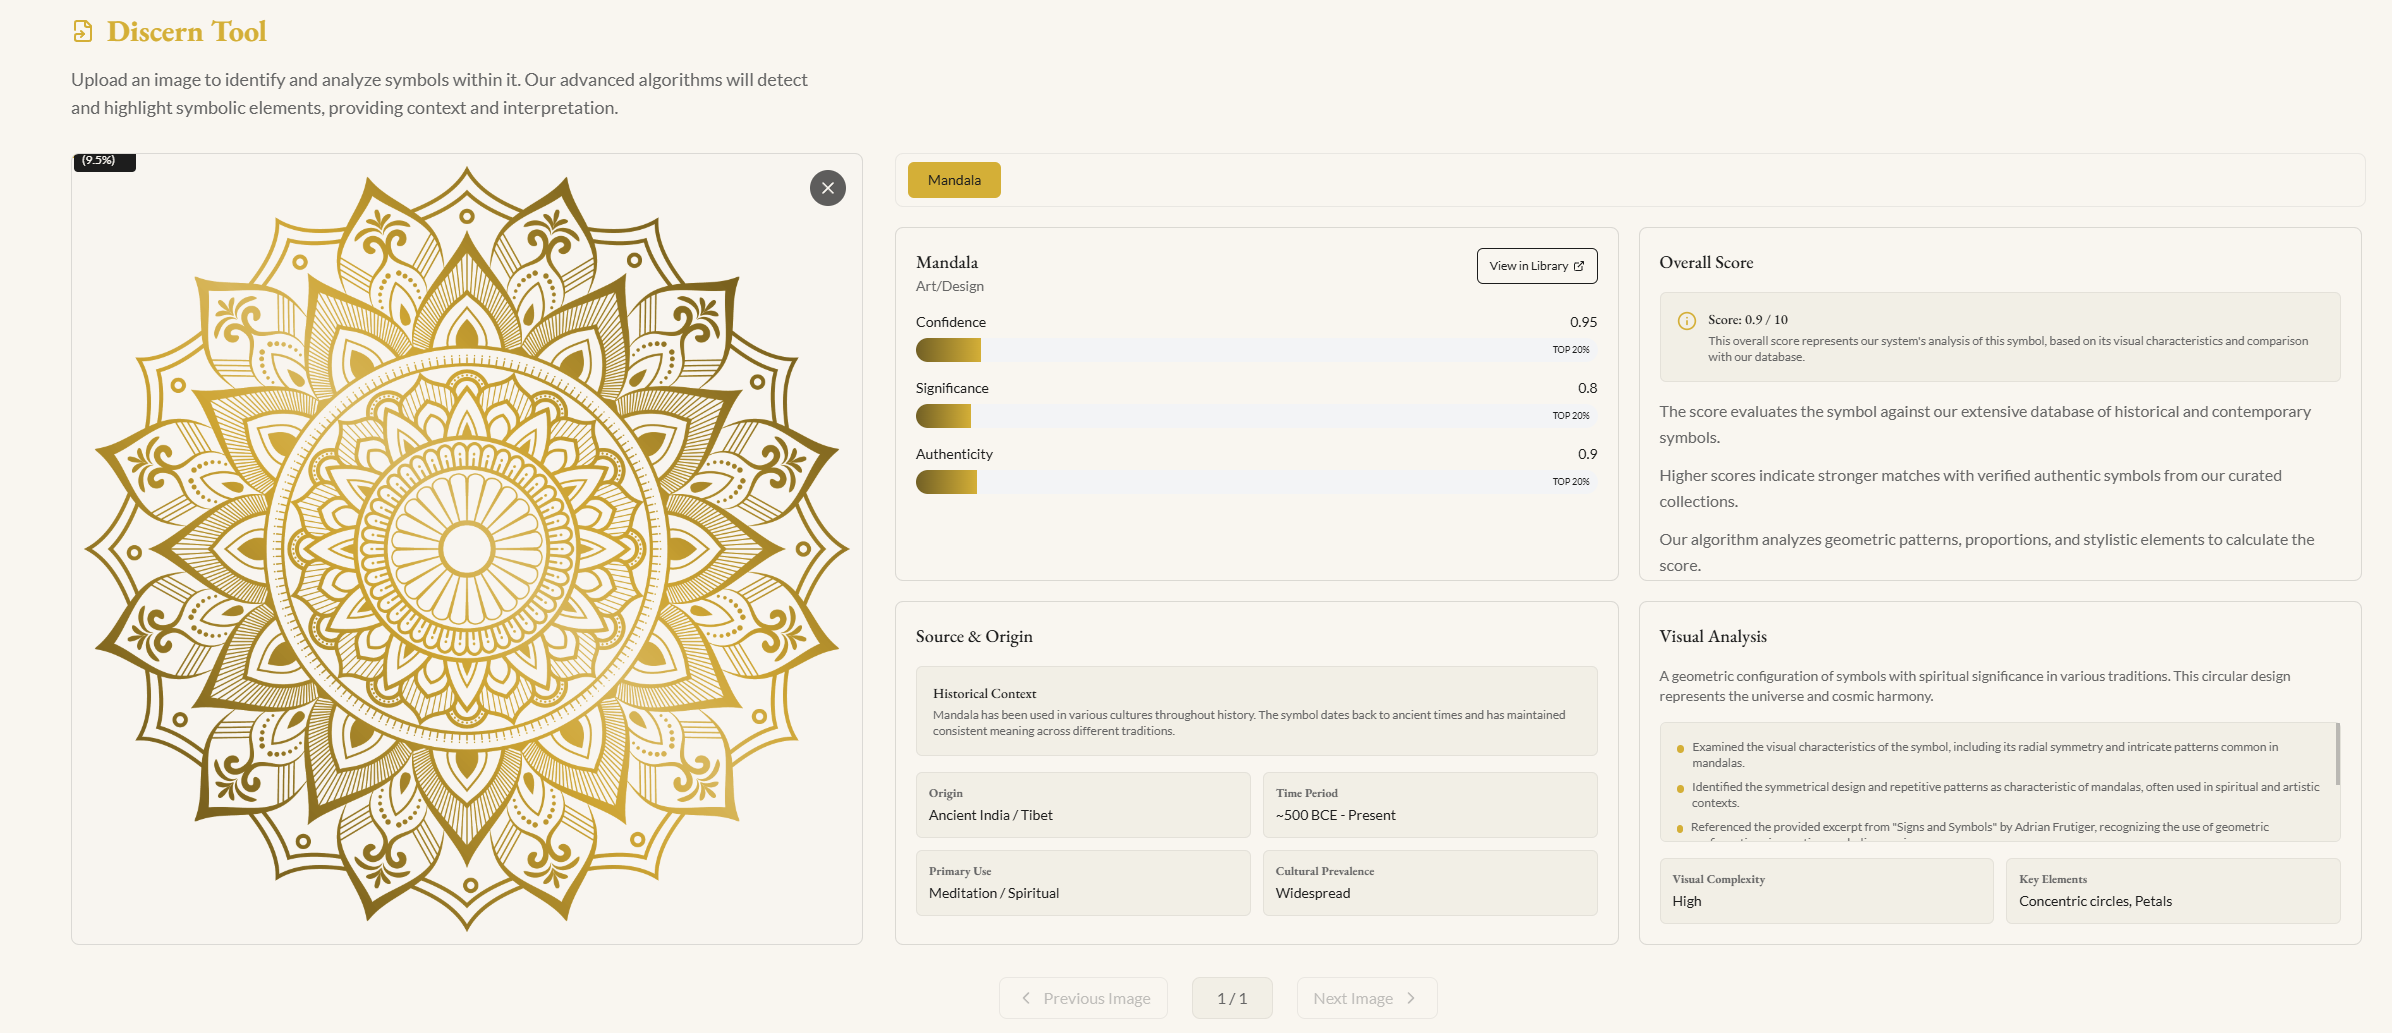 Discern Tool
Upload an image to identify and analyze symbols within it. Our advanced algorithms will detect
and highlight symbolic elements, providing context and interpretation.
(9.5%)
Mandala
Mandala
Art/Design
View in Library
Confidence
0.95
TOP 20%
Significance
0.8
TOP 20%
Authenticity
0.9
TOP 20%
Overall Score
Score: 0.9 / 10
This overall score represents our system's analysis of this symbol, based on its visual characteristics and comparison
with our database.
The score evaluates the symbol against our extensive database of historical and contemporary
symbols.
Higher scores indicate stronger matches with verified authentic symbols from our curated
collections.
Our algorithm analyzes geometric patterns, proportions, and stylistic elements to calculate the
score.
Source & Origin
Historical Context
Mandala has been used in various cultures throughout history. The symbol dates back to ancient times and has maintained
consistent meaning across different traditions.
Origin
Ancient India / Tibet
Time Period
~500 BCE - Present
Primary Use
Meditation / Spiritual
Cultural Prevalence
Widespread
Visual Analysis
A geometric configuration of symbols with spiritual significance in various traditions. This circular design
represents the universe and cosmic harmony.
Examined the visual characteristics of the symbol, including its radial symmetry and intricate patterns common in
mandalas.
Identified the symmetrical design and repetitive patterns as characteristic of mandalas, often used in spiritual and artistic
contexts.
Referenced the provided excerpt from "Signs and Symbols" by Adrian Frutiger, recognizing the use of geometric
Visual Complexity
High
Key Elements
Concentric circles, Petals
Previous Image
1 / 1
Next Image